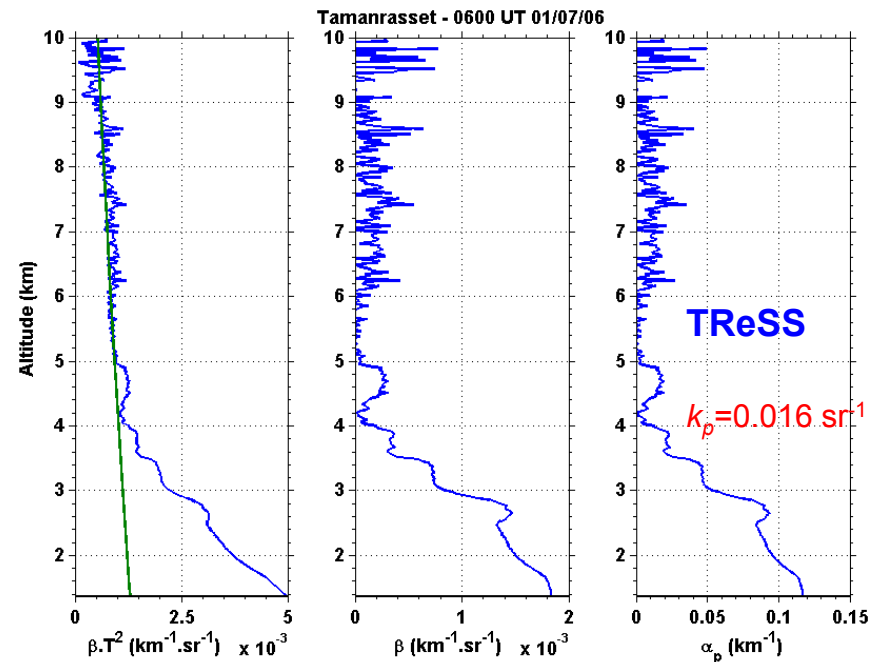 Tamanrasset - 0600 UT 01/07/06
Altitude (km)
10
9
8
7
6
5
4
3
2
0 2.5 5
β.T² (km⁻¹.sr⁻¹) x 10⁻³
10
9
8
7
6
5
4
3
2
0 1 2
β (km⁻¹.sr⁻¹) x 10⁻³
10
9
8
7
6
5
4
3
2
0 0.05 0.1 0.15
αₚ (km⁻¹)
TReSS
kₚ=0.016 sr⁻¹